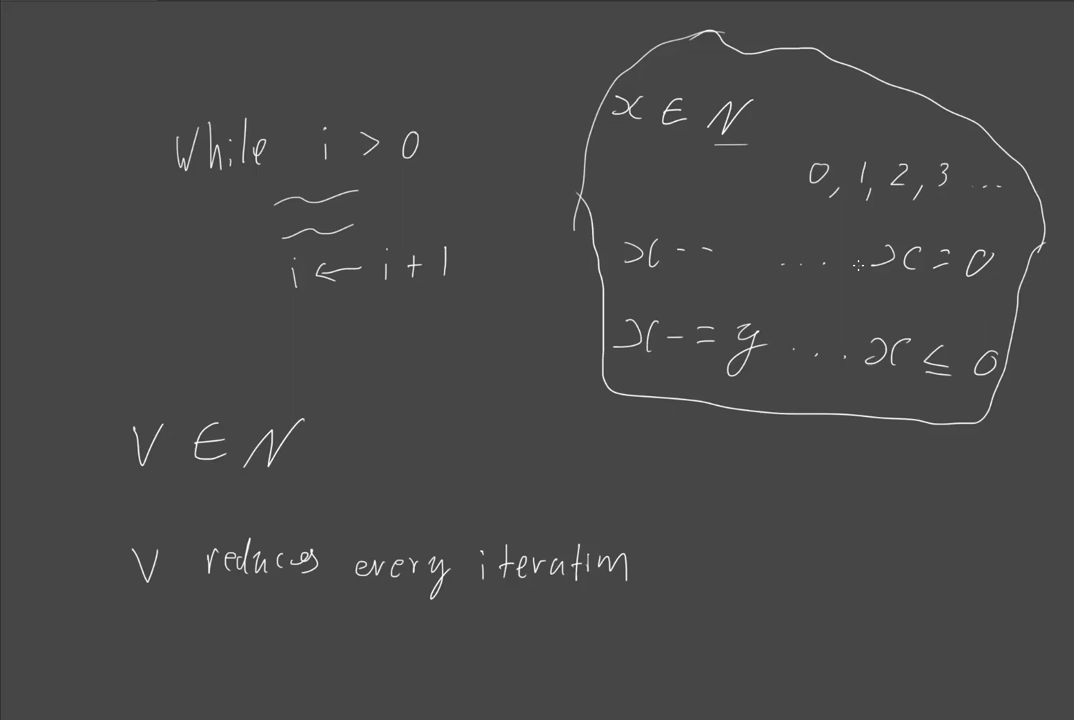 While i > 0
i ← i + 1
x ∈ N
0, 1, 2, 3 ...
x-- .... x = 0
x -= y .... x ≤ 0
V ∈ N
V reduces every iteration